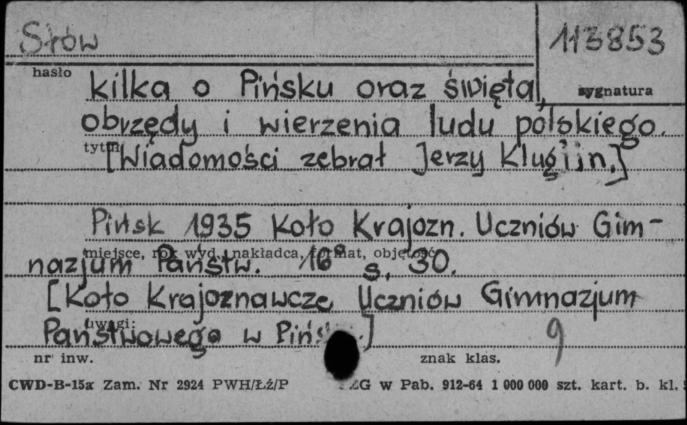 Słów
113853
hasło
sygnatura
kilka o Pińsku oraz święta,
obrzędy i wierzenia ludu polskiego.
tytuł
[Wiadomości zebrał Jerzy Klug i in.]
Pińsk 1935 Koło Krajozn. Uczniów Gim-
miejsce, rok wyd., nakładca, format, objętość
nazjum Państw. 16° s. 30.
[Koło Krajoznawcze Uczniów Gimnazjum
uwagi:
Państwowego w
nr inw.
znak klas.
9
CWD-B-15a Zam. Nr 2924 PWH/Łź/P
w Pab. 912-64 1 000 000 szt. kart. b. kl.